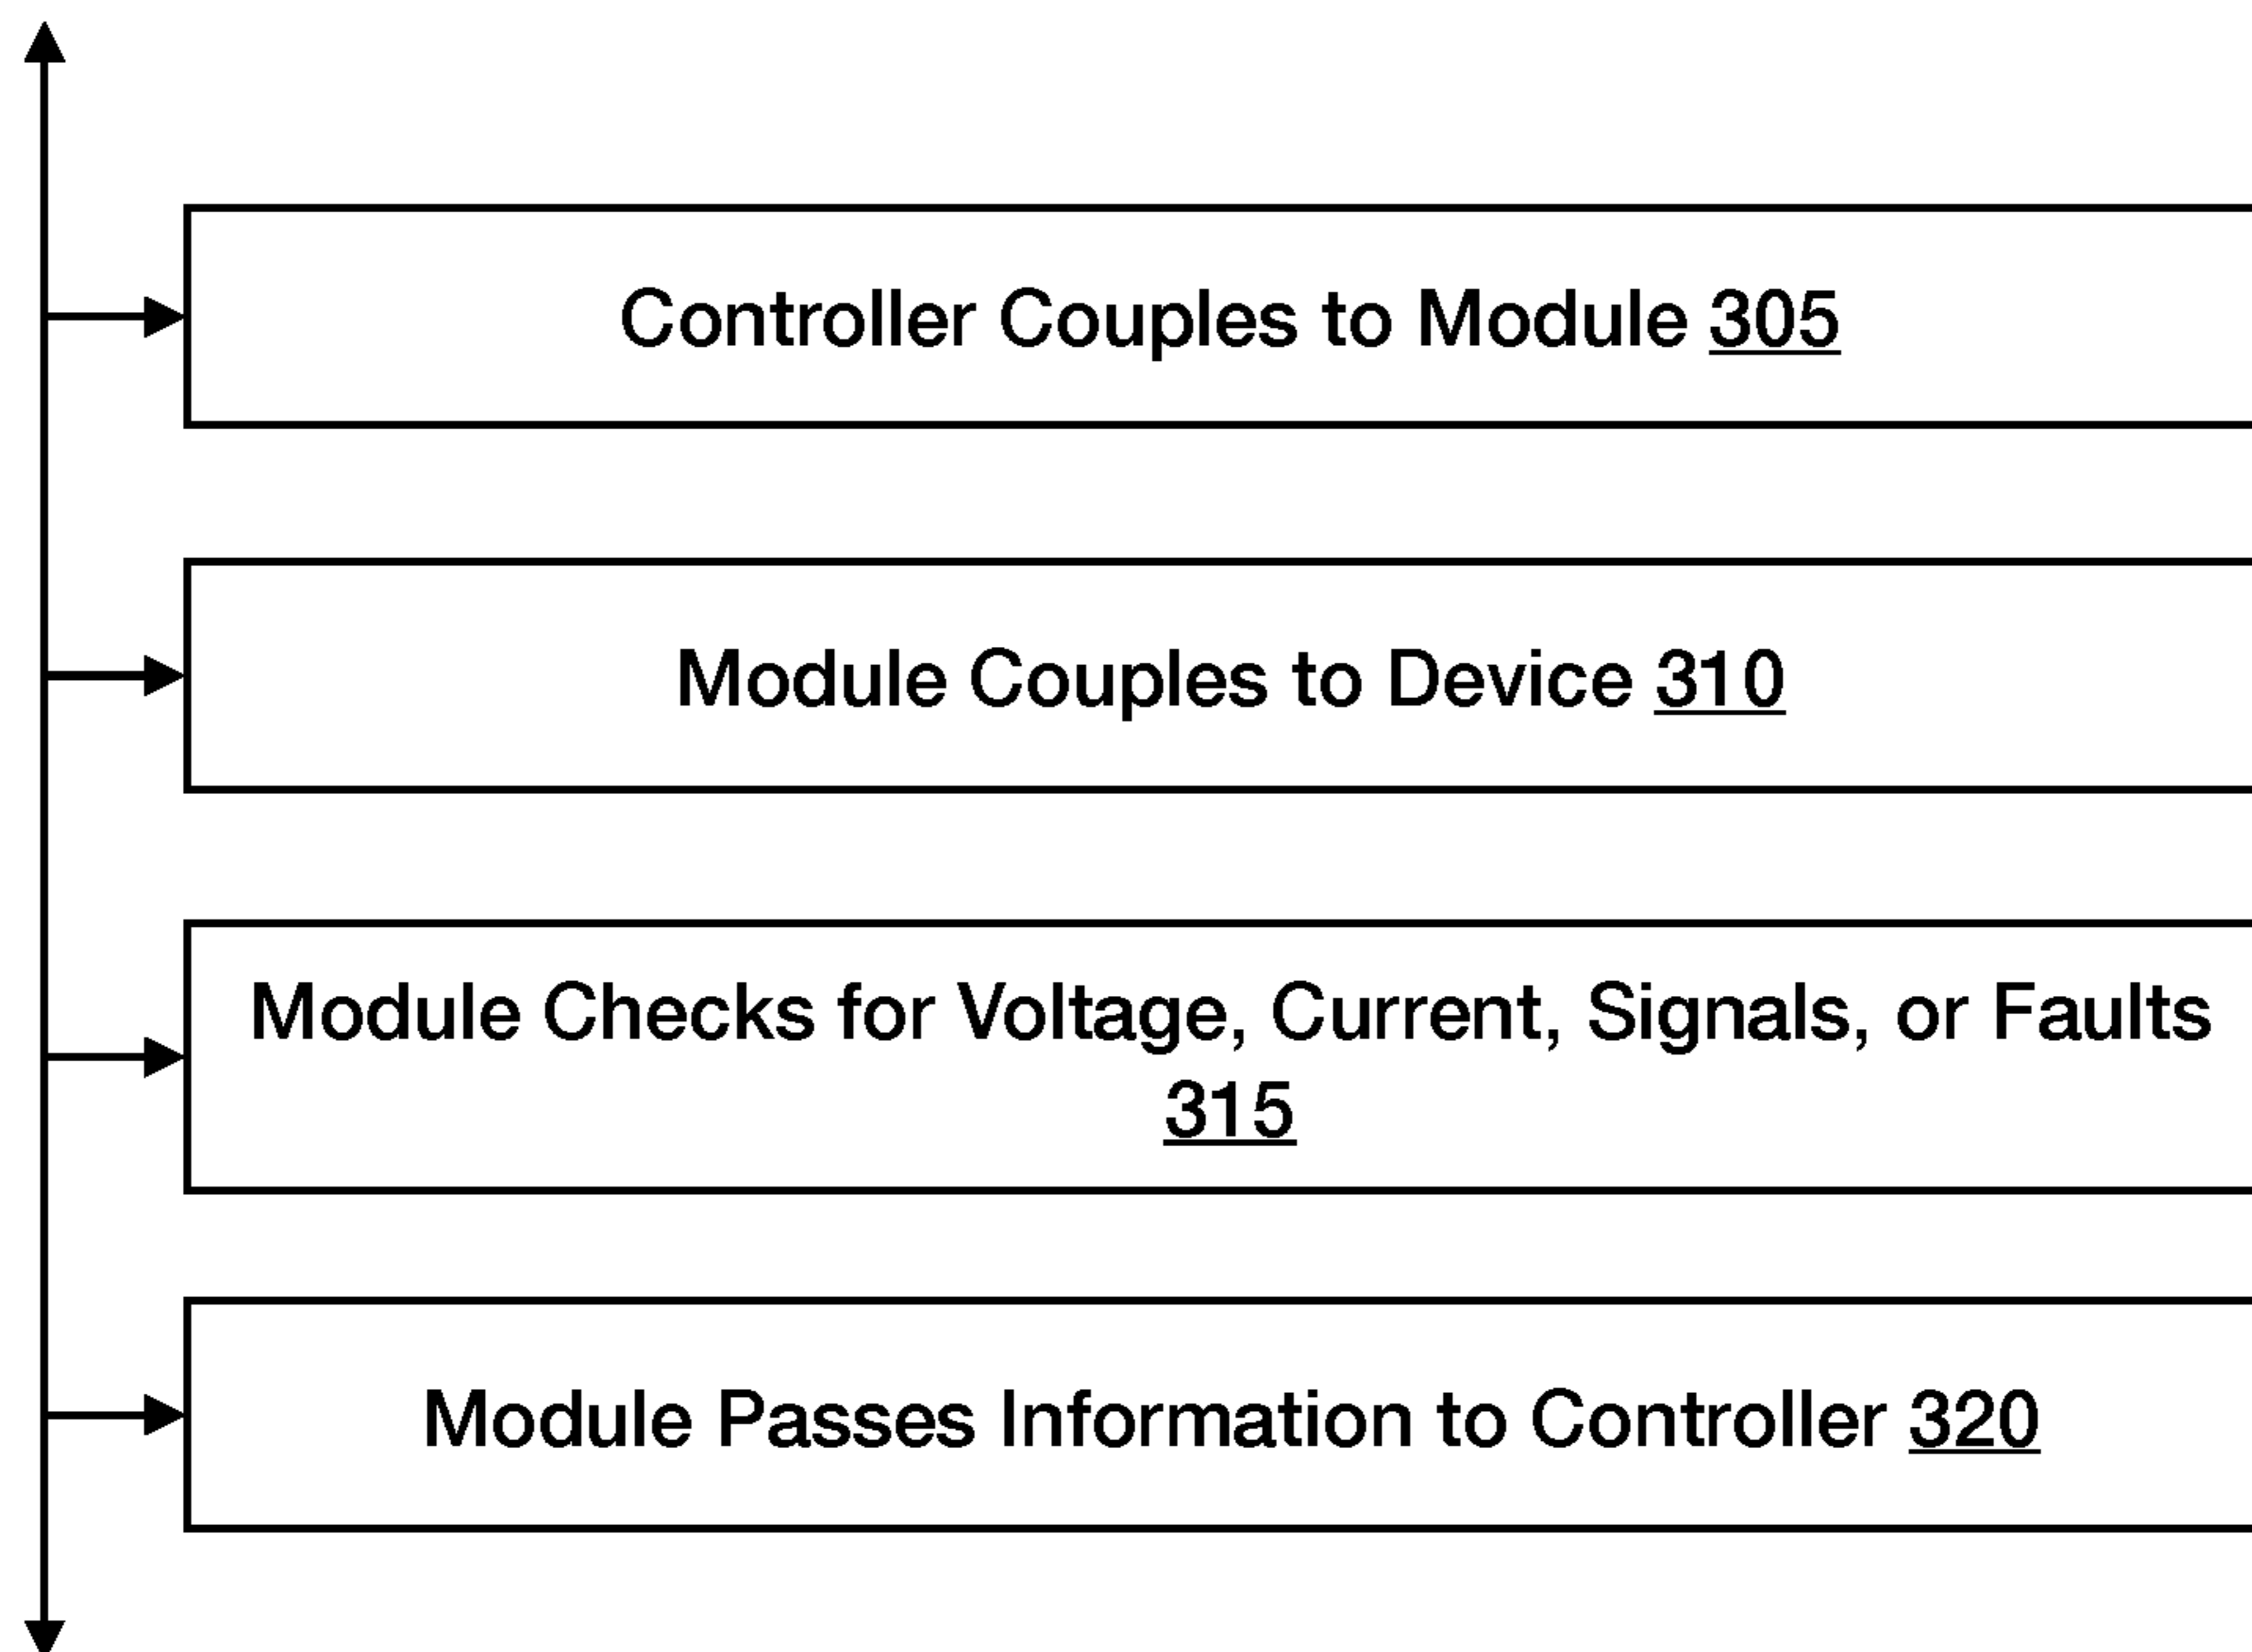 Controller Couples to Module 305
Module Couples to Device 310
Module Checks for Voltage, Current, Signals, or Faults
315
Module Passes Information to Controller 320